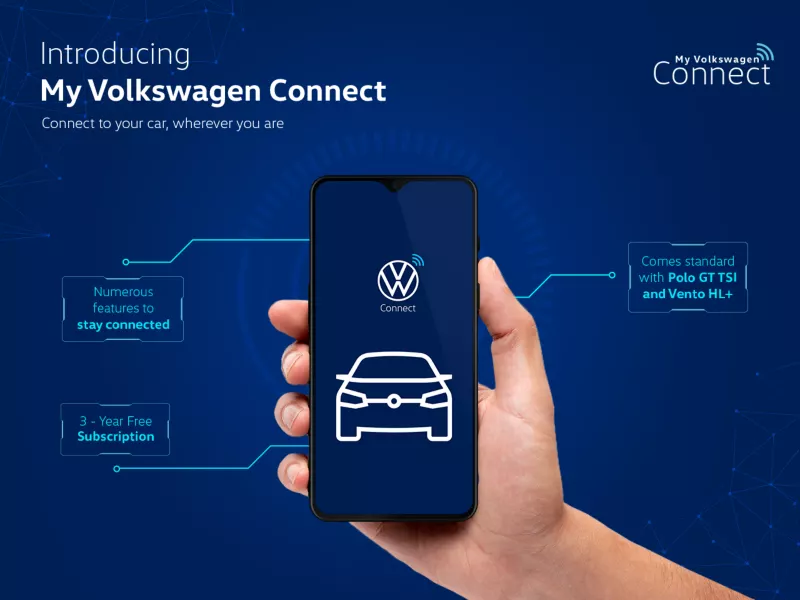 Introducing
My Volkswagen Connect
Connect to your car, wherever you are
My Volkswagen
Connect
Connect
Numerous
features to
stay connected
Comes standard
with Polo GT TSI
and Vento HL+
3 - Year Free
Subscription